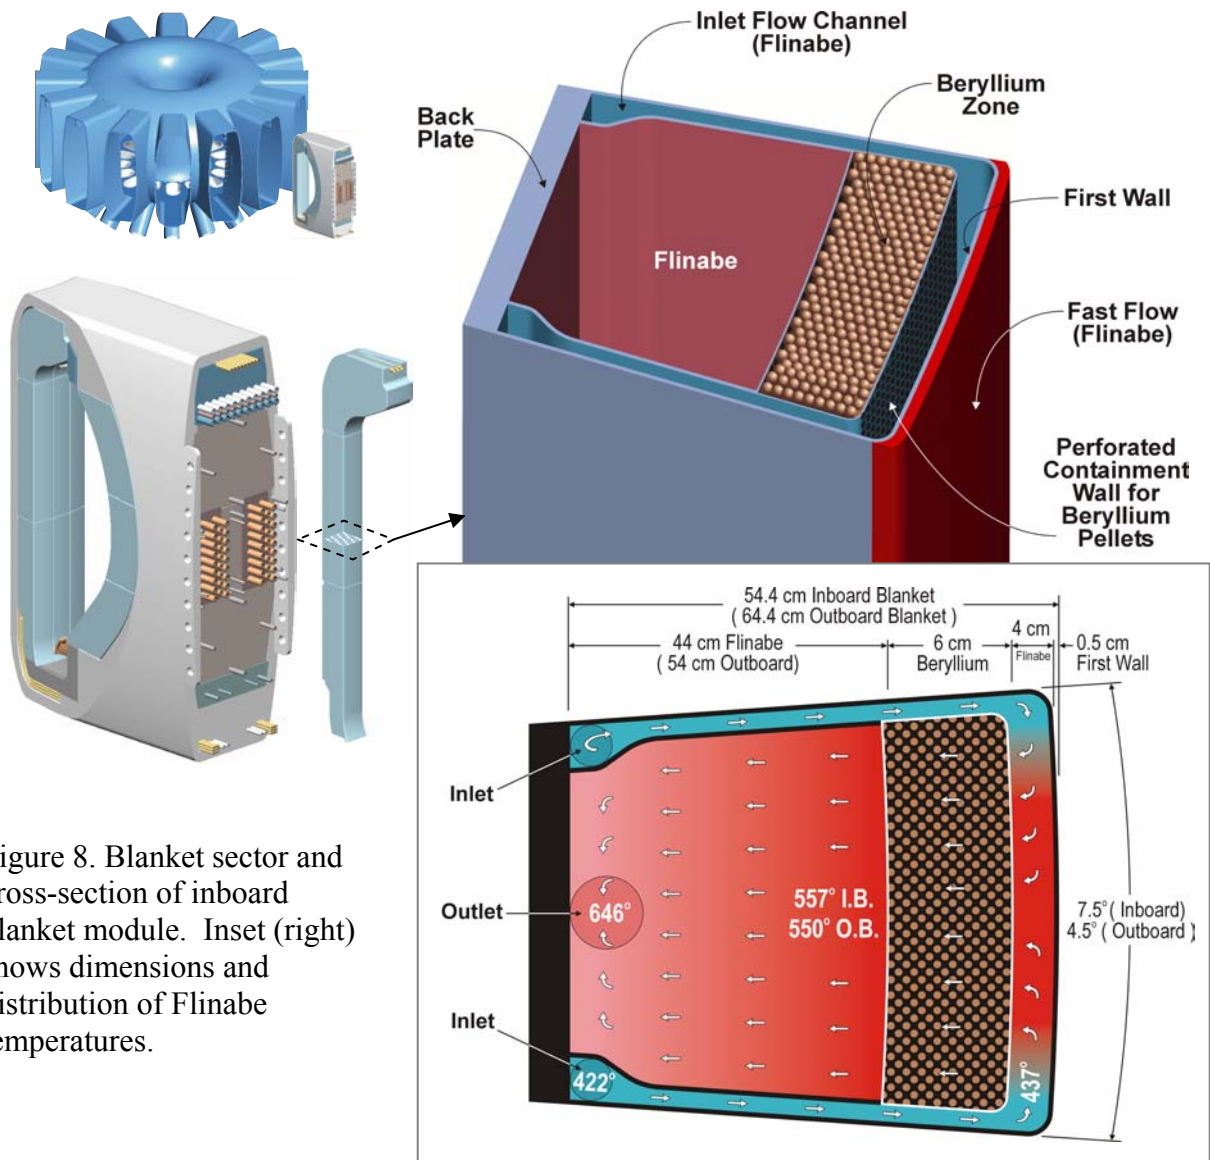 Inlet Flow Channel
(Flinabe)
Beryllium
Zone
Back
Plate
First Wall
Flinabe
Fast Flow
(Flinabe)
Perforated
Containment
Wall for
Beryllium
Pellets
54.4 cm Inboard Blanket
( 64.4 cm Outboard Blanket )
44 cm Flinabe
( 54 cm Outboard)
6 cm
Beryllium
4 cm
Flinabe
0.5 cm
First Wall
Inlet
Outlet
646°
557° I.B.
550° O.B.
7.5° ( Inboard)
4.5° ( Outboard )
Inlet
422°
437°
igure 8. Blanket sector and
ross-section of inboard
lanket module.  Inset (right)
hows dimensions and
istribution of Flinabe
emperatures.